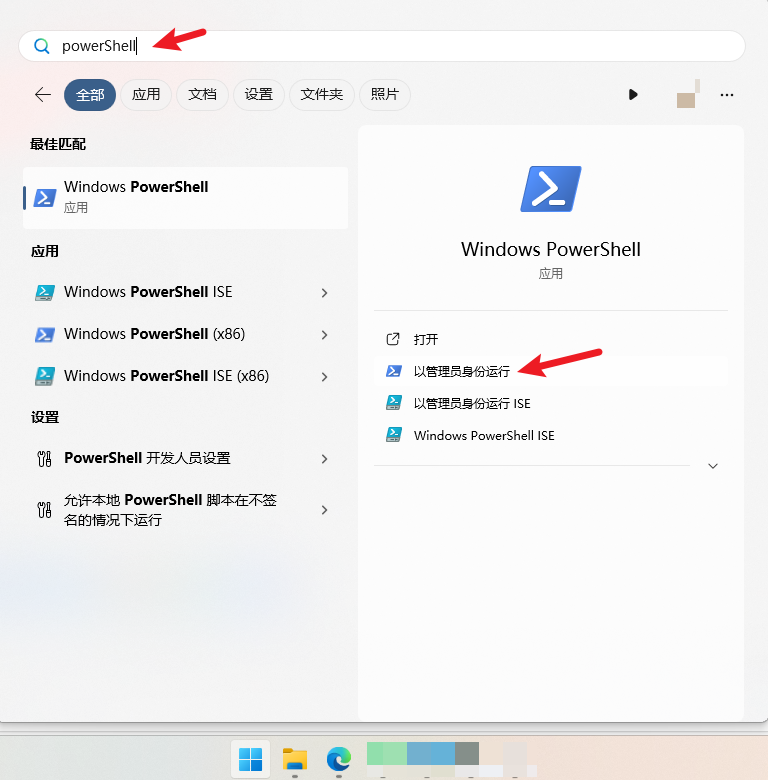 powerShell
全部
应用
文档
设置
文件夹
照片
最佳匹配
Windows PowerShell
应用
应用
Windows PowerShell ISE
Windows PowerShell (x86)
Windows PowerShell ISE (x86)
设置
PowerShell 开发人员设置
允许本地 PowerShell 脚本在不签
名的情况下运行
Windows PowerShell
应用
打开
以管理员身份运行
以管理员身份运行 ISE
Windows PowerShell ISE